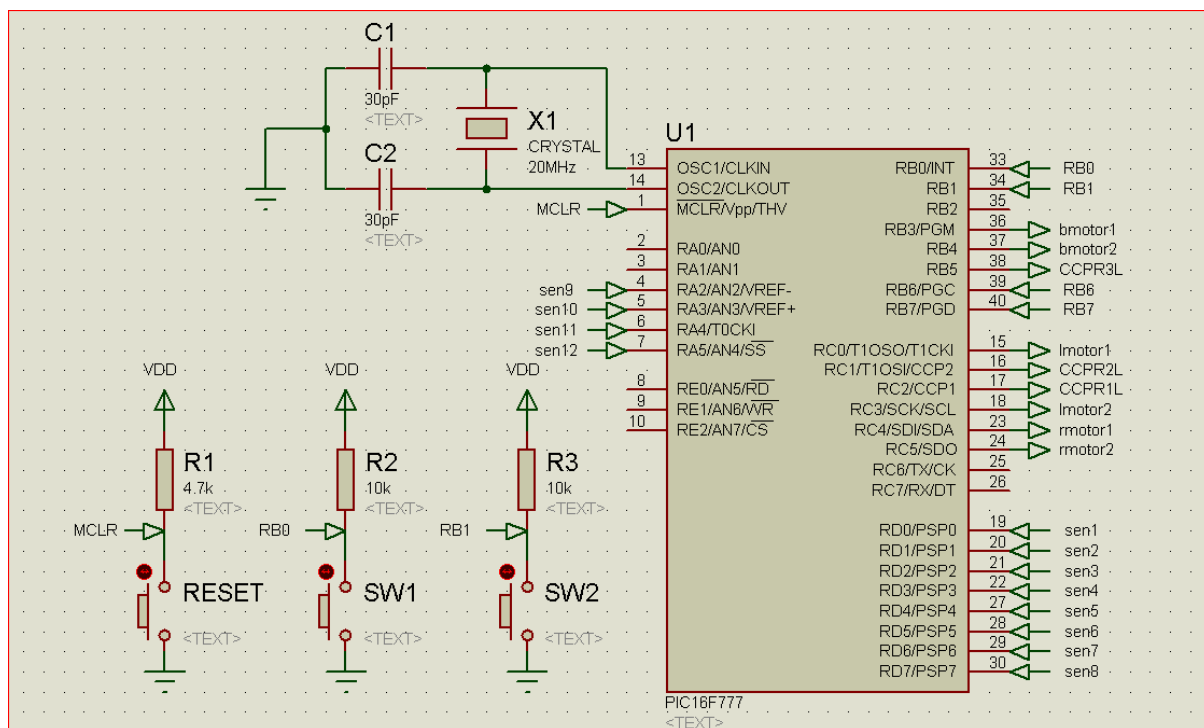 C1
30pF
<TEXT>
X1
CRYSTAL
20MHz
<TEXT>
C2
30pF
<TEXT>
U1
13 OSC1/CLKIN
14 OSC2/CLKOUT
MCLR 1 MCLR/Vpp/THV
2 RA0/AN0
3 RA1/AN1
sen9 4 RA2/AN2/VREF-
sen10 5 RA3/AN3/VREF+
sen11 6 RA4/T0CKI
sen12 7 RA5/AN4/SS
8 RE0/AN5/RD
9 RE1/AN6/WR
10 RE2/AN7/CS
RB0/INT 33 RB0
RB1 34 RB1
RB2 35
RB3/PGM 36 bmotor1
RB4 37 bmotor2
RB5 38 CCPR3L
RB6/PGC 39 RB6
RB7/PGD 40 RB7
RC0/T1OSO/T1CKI 15 lmotor1
RC1/T1OSI/CCP2 16 CCPR2L
RC2/CCP1 17 CCPR1L
RC3/SCK/SCL 18 lmotor2
RC4/SDI/SDA 23 rmotor1
RC5/SDO 24 rmotor2
RC6/TX/CK 25
RC7/RX/DT 26
RD0/PSP0 19 sen1
RD1/PSP1 20 sen2
RD2/PSP2 21 sen3
RD3/PSP3 22 sen4
RD4/PSP4 27 sen5
RD5/PSP5 28 sen6
RD6/PSP6 29 sen7
RD7/PSP7 30 sen8
PIC16F777
<TEXT>
VDD
R1
4.7k
<TEXT>
MCLR
RESET
<TEXT>
VDD
R2
10k
<TEXT>
RB0
SW1
<TEXT>
VDD
R3
10k
<TEXT>
RB1
SW2
<TEXT>